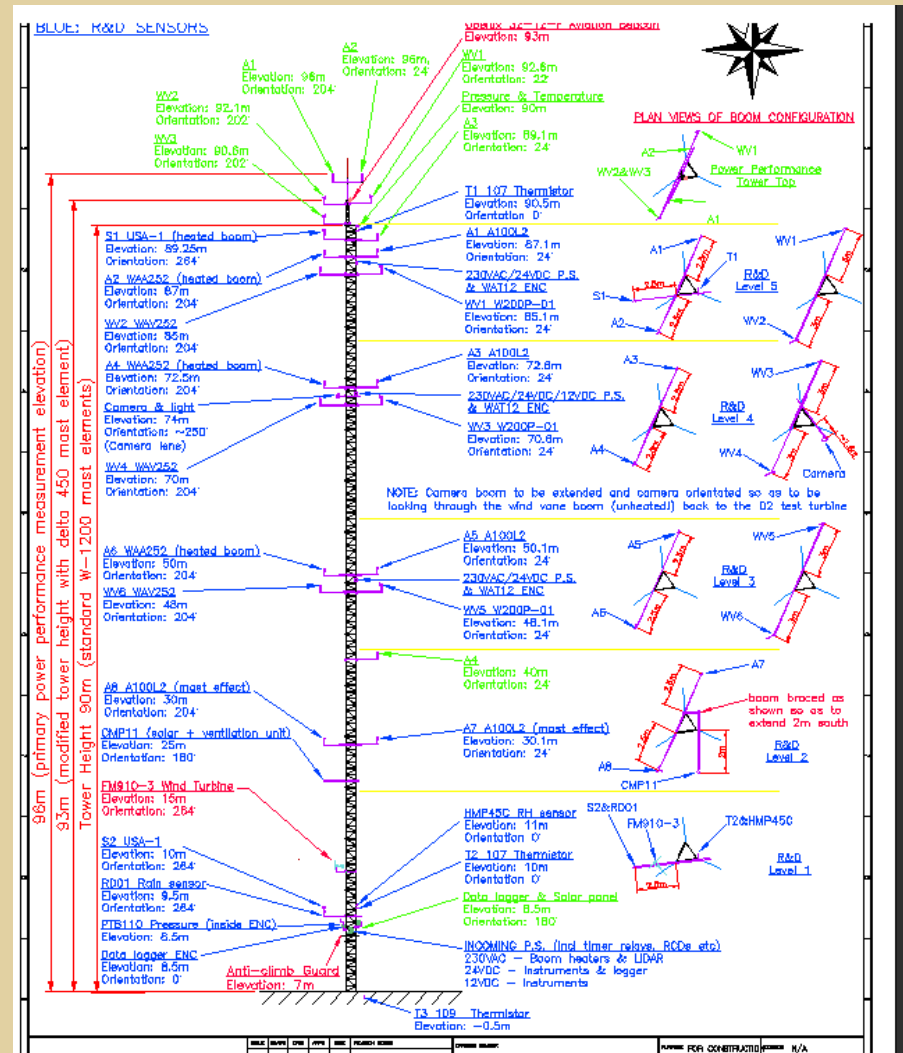 BLUE: R&D SENSORS
Aviation Beacon
Elevation: 93m
A2
Elevation: 96m,
Orientation: 24°
A1
Elevation: 96m
Orientation: 204°
WV1
Elevation: 92.6m
Orientation: 22°
WV2
Elevation: 92.1m
Orientation: 202°
Pressure & Temperature
Elevation: 90m
WV3
Elevation: 90.6m
Orientation: 202°
A3
Elevation: 89.1m
Orientation: 24°
T1 107 Thermistor
Elevation: 90.5m
Orientation 0°
S1 USA-1 (heated boom)
Elevation: 89.25m
Orientation: 264°
A1 A100L2
Elevation: 87.1m
Orientation: 24°
A2 WAA252 (heated boom)
Elevation: 87m
Orientation: 204°
230VAC/24VDC P.S.
& WAT12 ENC
WV1 W200P-01
Elevation: 85.1m
Orientation: 24°
WV2 WAV252
Elevation: 85m
Orientation: 204°
A4 WAA252 (heated boom)
Elevation: 72.5m
Orientation: 204°
A3 A100L2
Elevation: 72.6m
Orientation: 24°
Camera & light
Elevation: 74m
Orientation: ~250°
(Camera lens)
230VAC/24VDC/12VDC P.S.
& WAT12 ENC
WV3 W200P-01
Elevation: 70.6m
Orientation: 24°
WV4 WAV252
Elevation: 70m
Orientation: 204°
NOTE: Camera boom to be extended and camera orientated so as to be
looking through the wind vane boom (unheated!) back to the 02 test turbine
A6 WAA252 (heated boom)
Elevation: 50m
Orientation: 204°
A5 A100L2
Elevation: 50.1m
Orientation: 24°
230VAC/24VDC P.S.
& WAT12 ENC
WV6 WAV252
Elevation: 48m
Orientation: 204°
WV5 W200P-01
Elevation: 48.1m
Orientation: 24°
A4
Elevation: 40m
Orientation: 24°
A8 A100L2 (mast effect)
Elevation: 30m
Orientation: 204°
A7 A100L2 (mast effect)
Elevation: 30.1m
Orientation: 24°
CMP11 (solar + ventilation unit)
Elevation: 25m
Orientation: 180°
FM910-3 Wind Turbine
Elevation: 15m
Orientation: 264°
HMP45C RH sensor
Elevation: 11m
Orientation 0°
S2 USA-1
Elevation: 10m
Orientation: 264°
T2 107 Thermistor
Elevation: 10m
Orientation 0°
RD01 Rain sensor
Elevation: 9.5m
Orientation: 264°
Data logger & Solar panel
Elevation: 8.5m
Orientation: 180°
PTB110 Pressure (inside ENC)
Elevation: 8.5m
Data logger ENC
Elevation: 8.5m
Orientation: 0°
INCOMING P.S. (incl timer relays, RCDs etc)
230VAC - Boom heaters & LIDAR
24VDC - Instruments & logger
12VDC - Instruments
Anti-climb Guard
Elevation: 7m
T3 109 Thermistor
Elevation: -0.5m
96m (primary power performance measurement elevation)
93m (modified tower height with delta 450 mast element)
Tower Height 90m (standard W-1200 mast elements)
PLAN VIEWS OF BOOM CONFIGURATION
WV1
A2
WV2&WV3
Power Performance
Tower Top
A1
A1
WV1
T1
R&D
Level 5
S1
A2
WV2
3m
3m
A3
WV3
R&D
Level 4
A4
WV4
3m
Camera
A5
WV5
R&D
Level 3
A6
WV6
3m
A7
boom braced as
shown so as to
extend 2m south
R&D
Level 2
2m
A8
CMP11
S2&RD01
FM910-3
T2&HMP45C
R&D
Level 1
FOR CONSTRUCTION
N/A